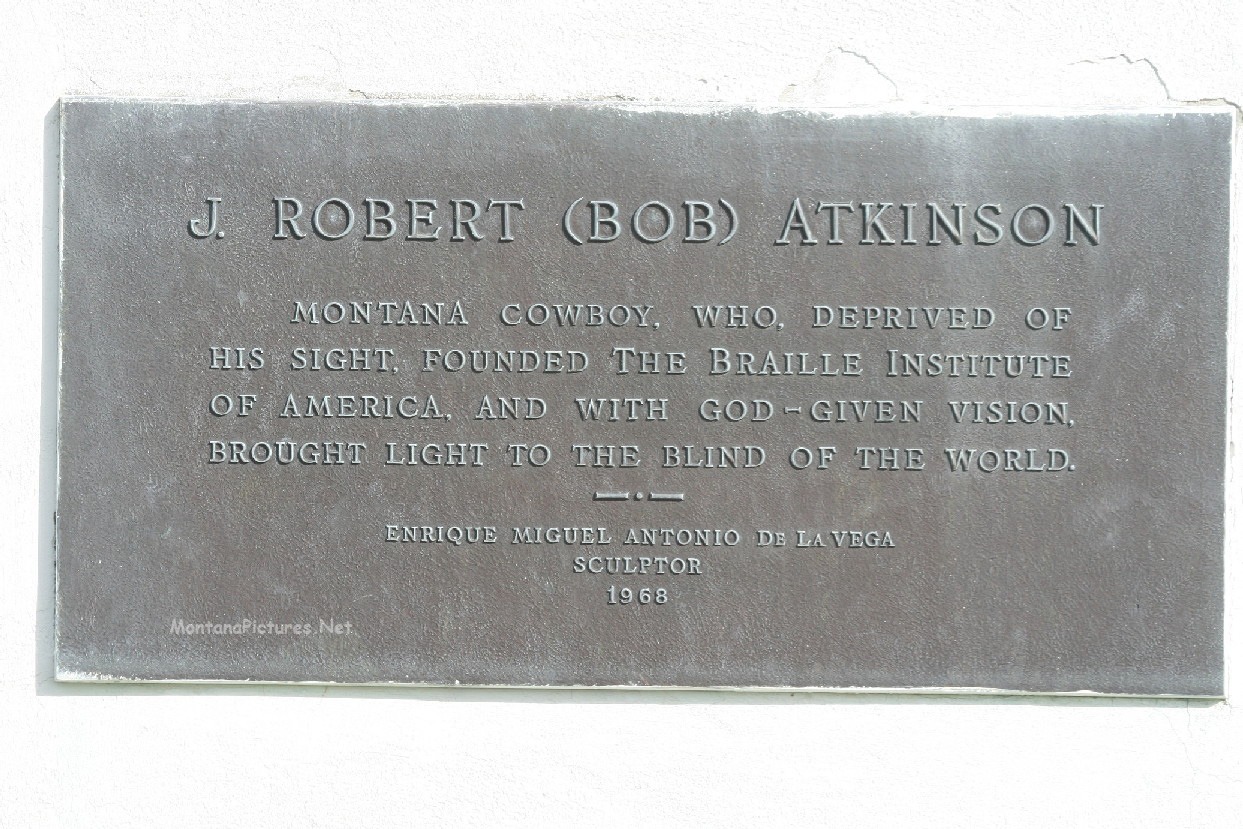 J. ROBERT (BOB) ATKINSON
MONTANA COWBOY, WHO, DEPRIVED OF
HIS SIGHT, FOUNDED THE BRAILLE INSTITUTE
OF AMERICA, AND WITH GOD-GIVEN VISION,
BROUGHT LIGHT TO THE BLIND OF THE WORLD.
ENRIQUE MIGUEL ANTONIO DE LA VEGA
SCULPTOR
1968
MontanaPictures.Net